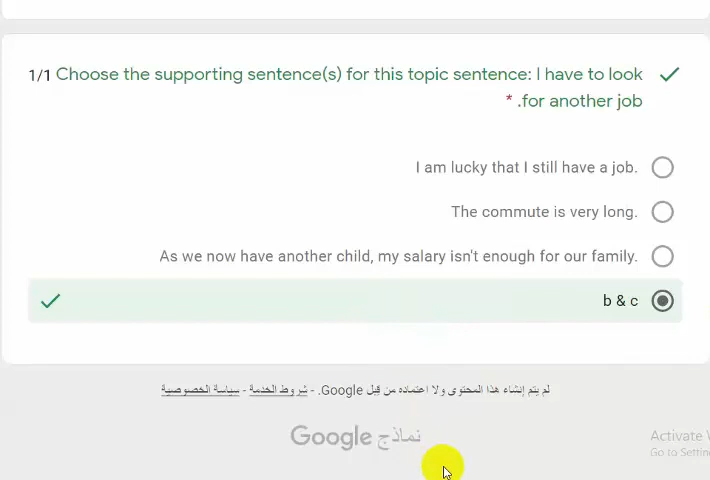 1/1 Choose the supporting sentence(s) for this topic sentence: I have to look
* .for another job
I am lucky that I still have a job.
The commute is very long.
As we now have another child, my salary isn't enough for our family.
b & c
لم يتم إنشاء هذا المحتوى ولا اعتماده من قِبل Google. - شروط الخدمة - سياسة الخصوصية
نماذج Google
Activate
Go to Settin